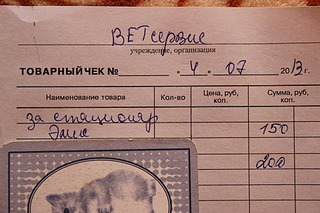 ВЕТсервис
учреждение, организация
ТОВАРНЫЙ ЧЕК № . 4 . 07 2013 г.
Наименование товара Кол-во Цена, руб, коп. Сумма, руб, коп.
за стационар 150
Эмис
200